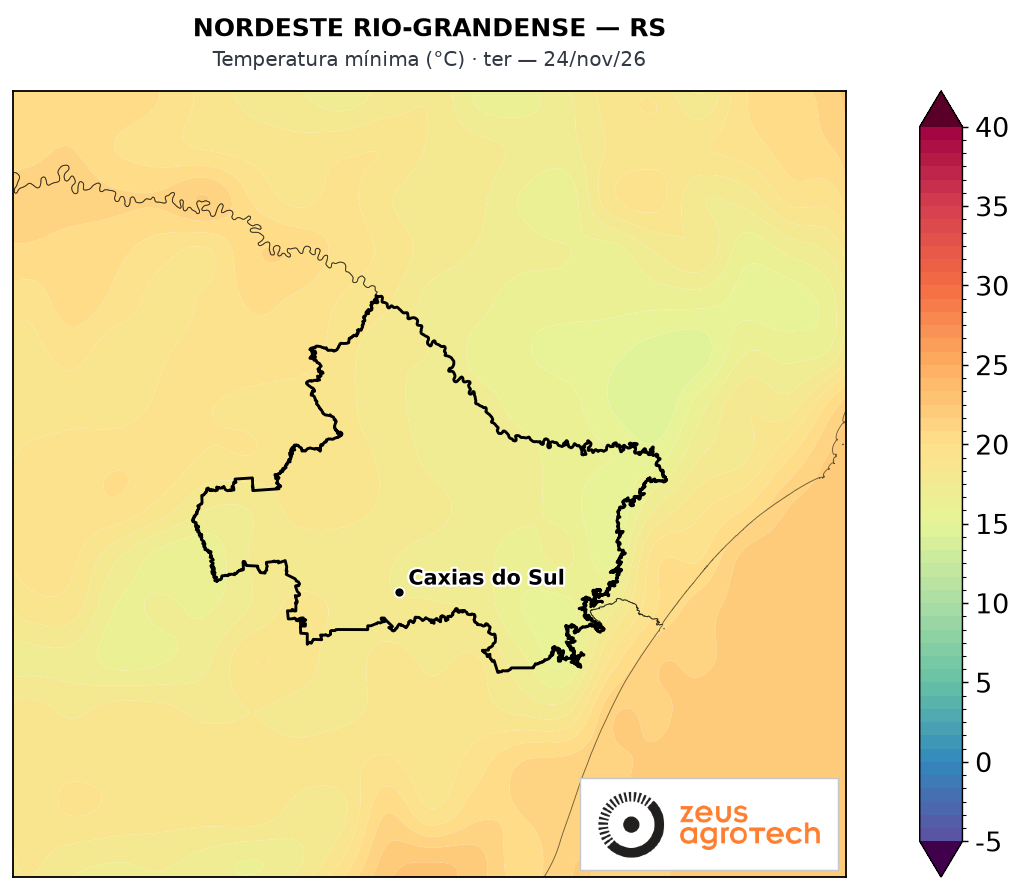 NORDESTE RIO-GRANDENSE — RS
Temperatura mínima (°C) · ter — 24/nov/26
40
35
30
25
20
15
10
5
0
-5
Caxias do Sul
zeus
agrotech